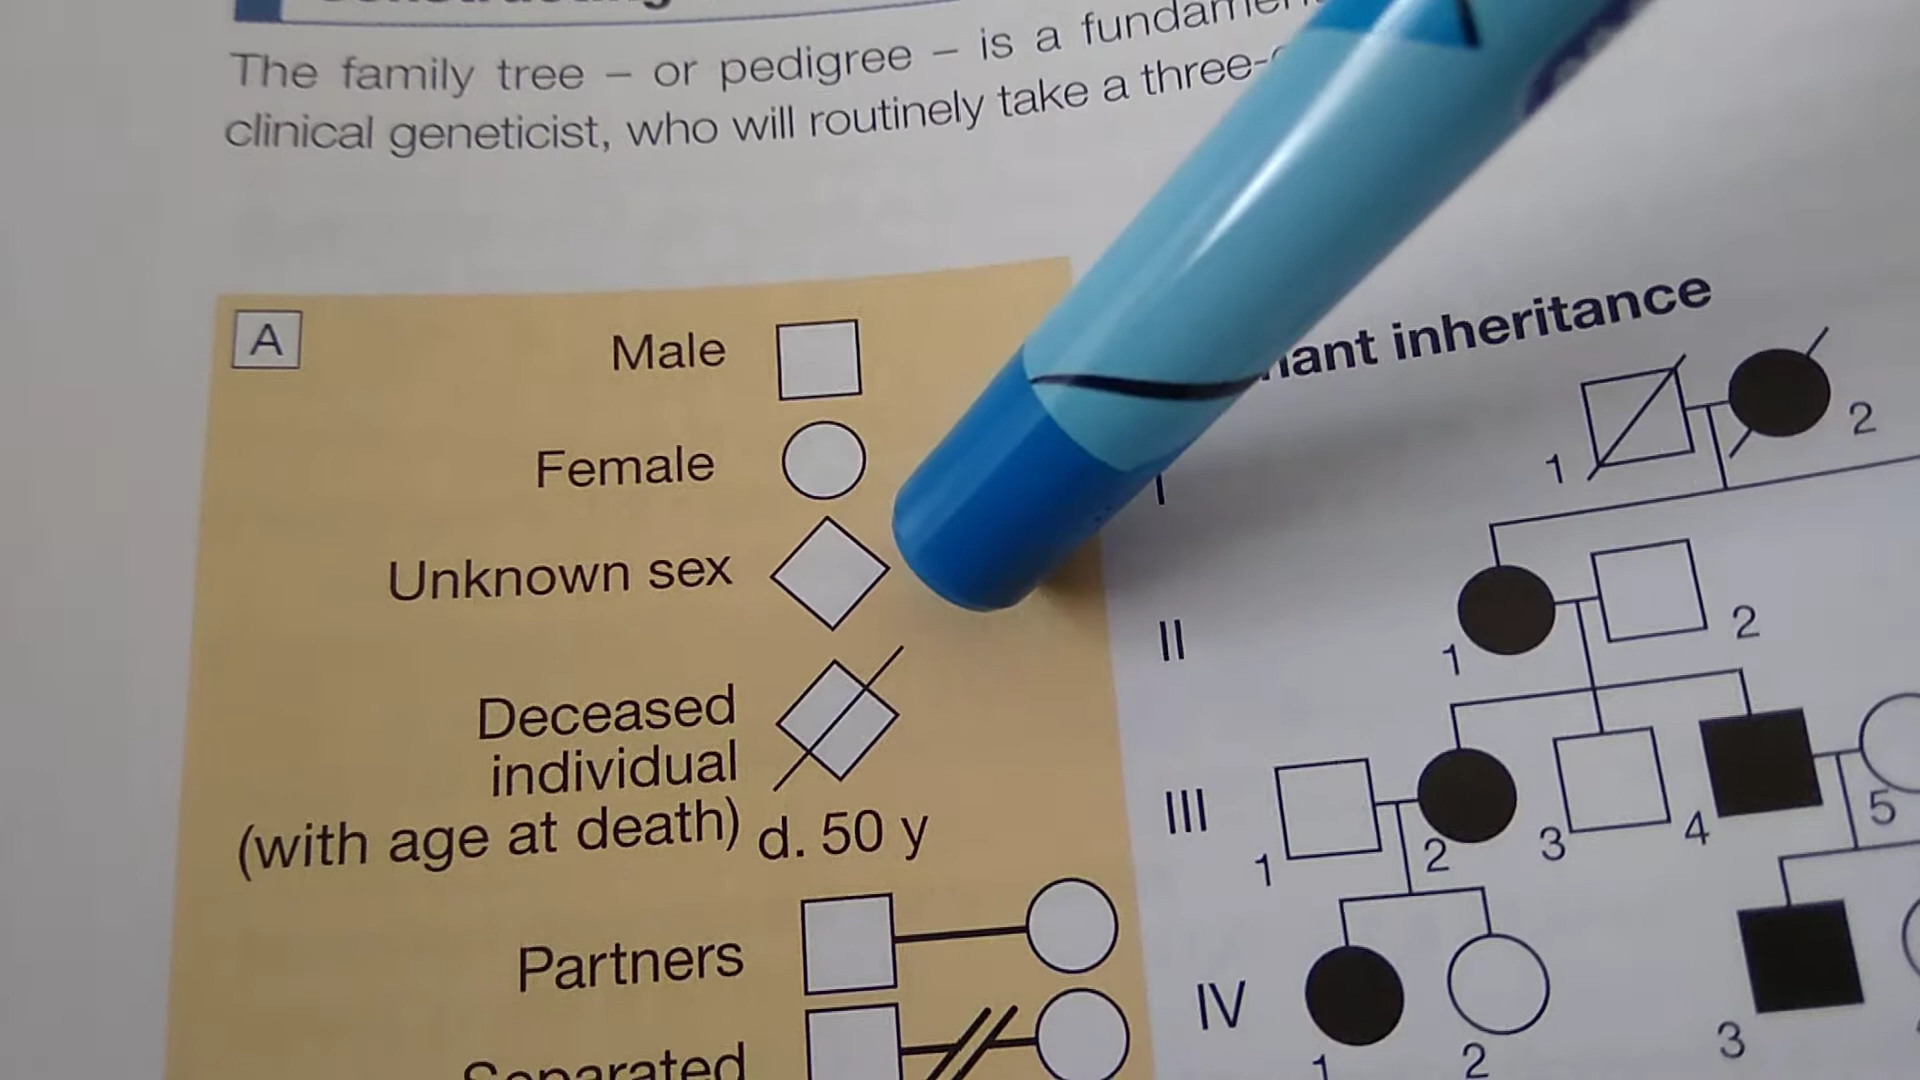 The family tree – or pedigree – is a
clinical geneticist, who will routinely take a three-
A
Male
Female
Unknown sex
Deceased
individual
(with age at death) d. 50 y
Partners
Separated
inheritance
I
1
2
II
1
2
III
1
2
3
4
5
IV
1
2
3